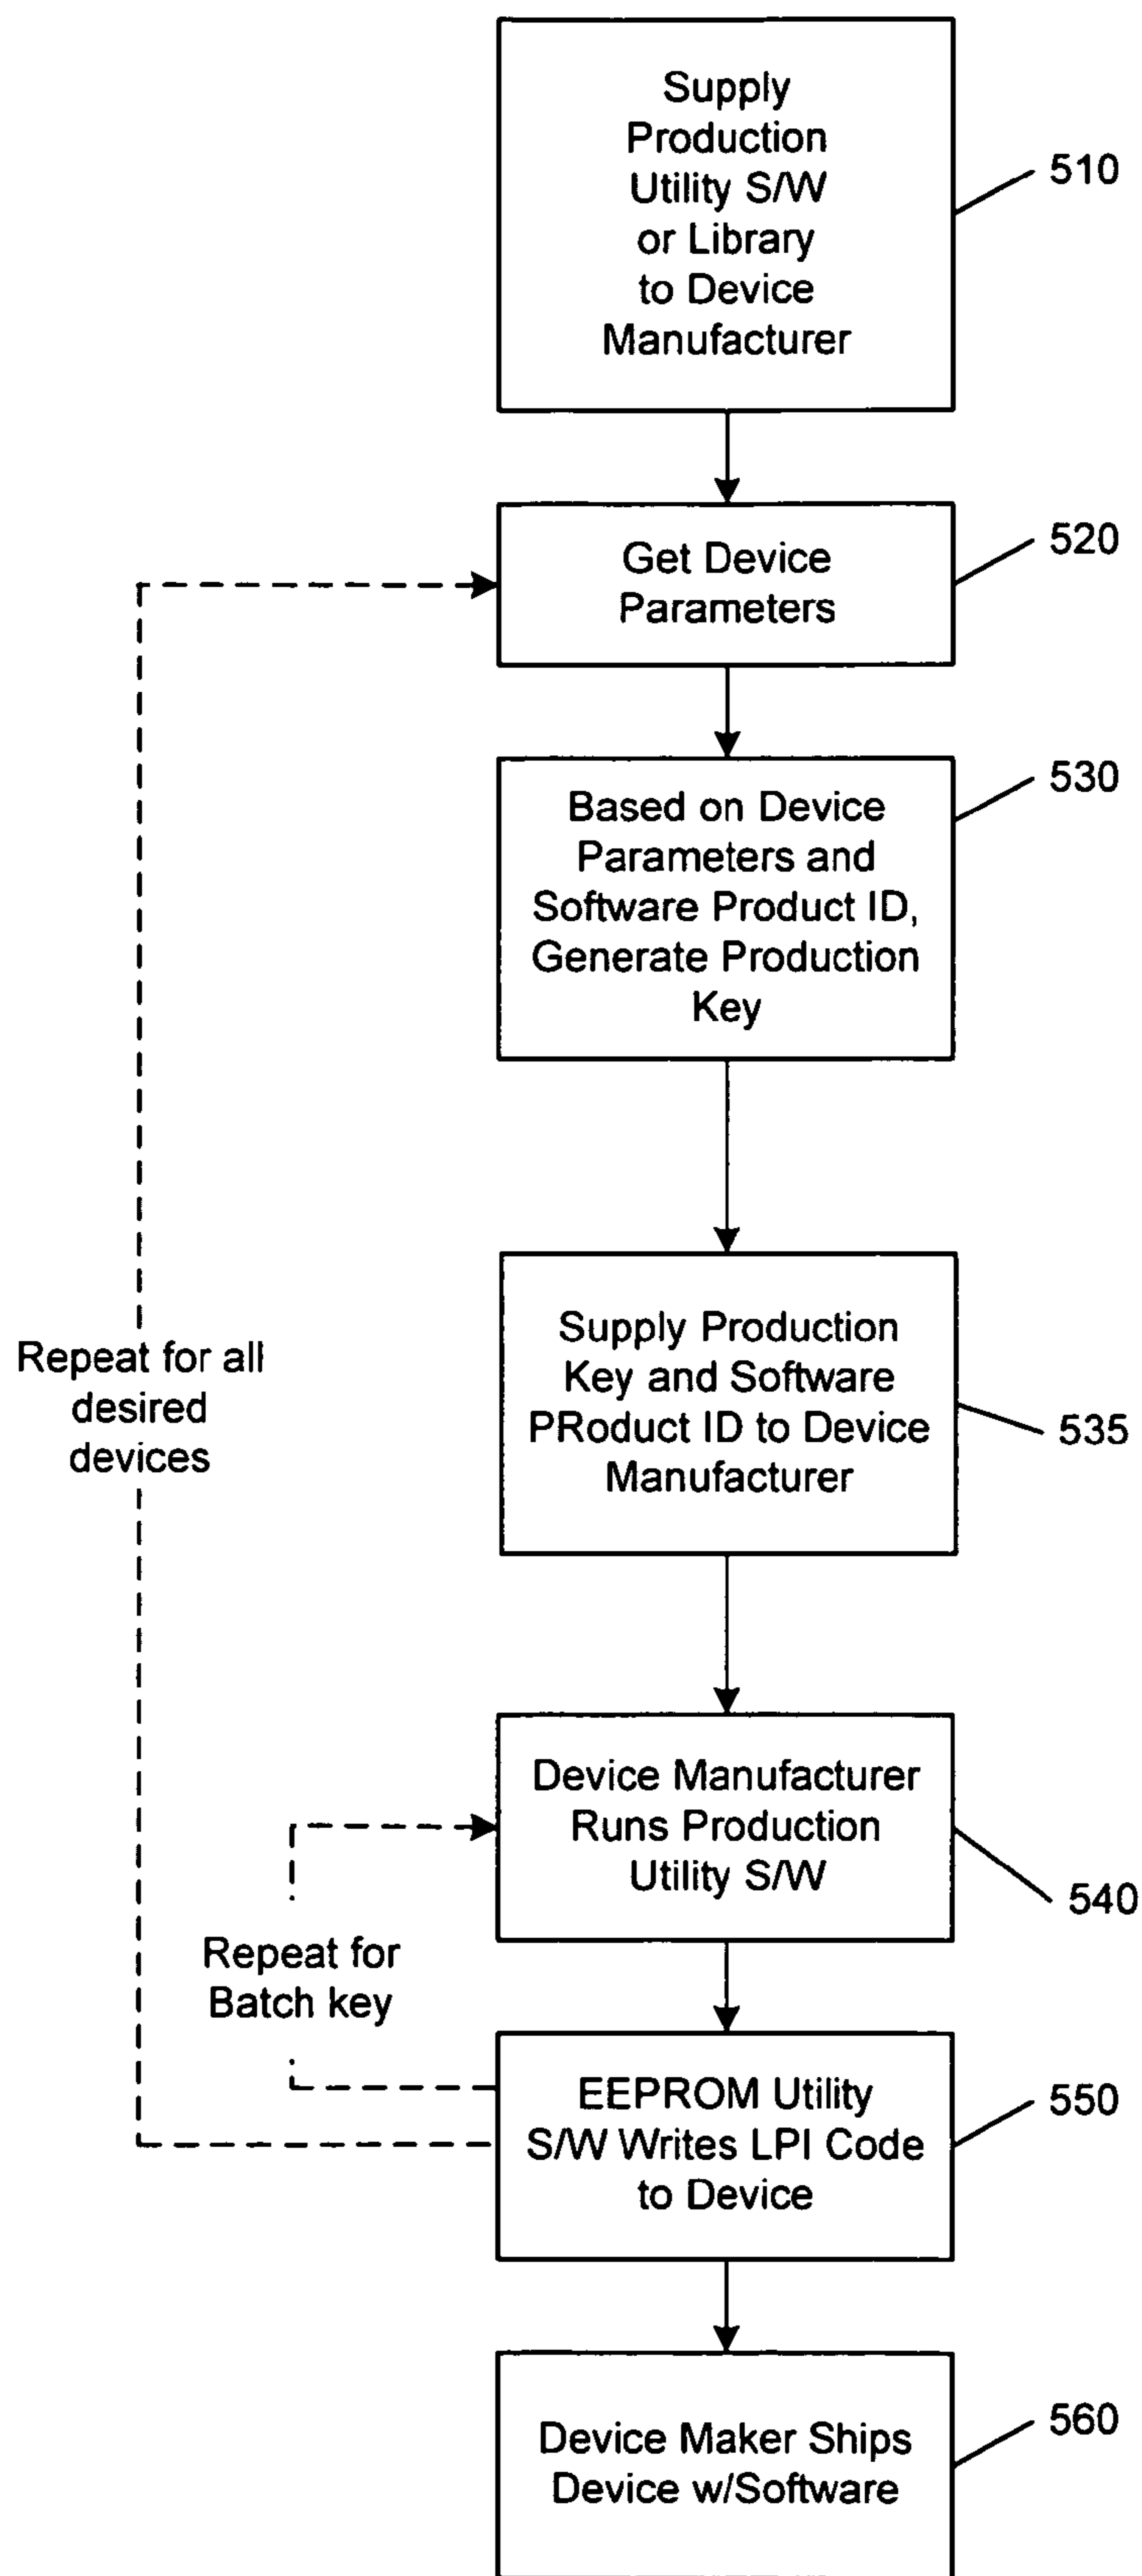 Supply
Production
Utility S/W
or Library
to Device
Manufacturer
510
Get Device
Parameters
520
Based on Device
Parameters and
Software Product ID,
Generate Production
Key
530
Repeat for all
desired
devices
Supply Production
Key and Software
PRoduct ID to Device
Manufacturer
535
Device Manufacturer
Runs Production
Utility S/W
540
Repeat for
Batch key
EEPROM Utility
S/W Writes LPI Code
to Device
550
Device Maker Ships
Device w/Software
560